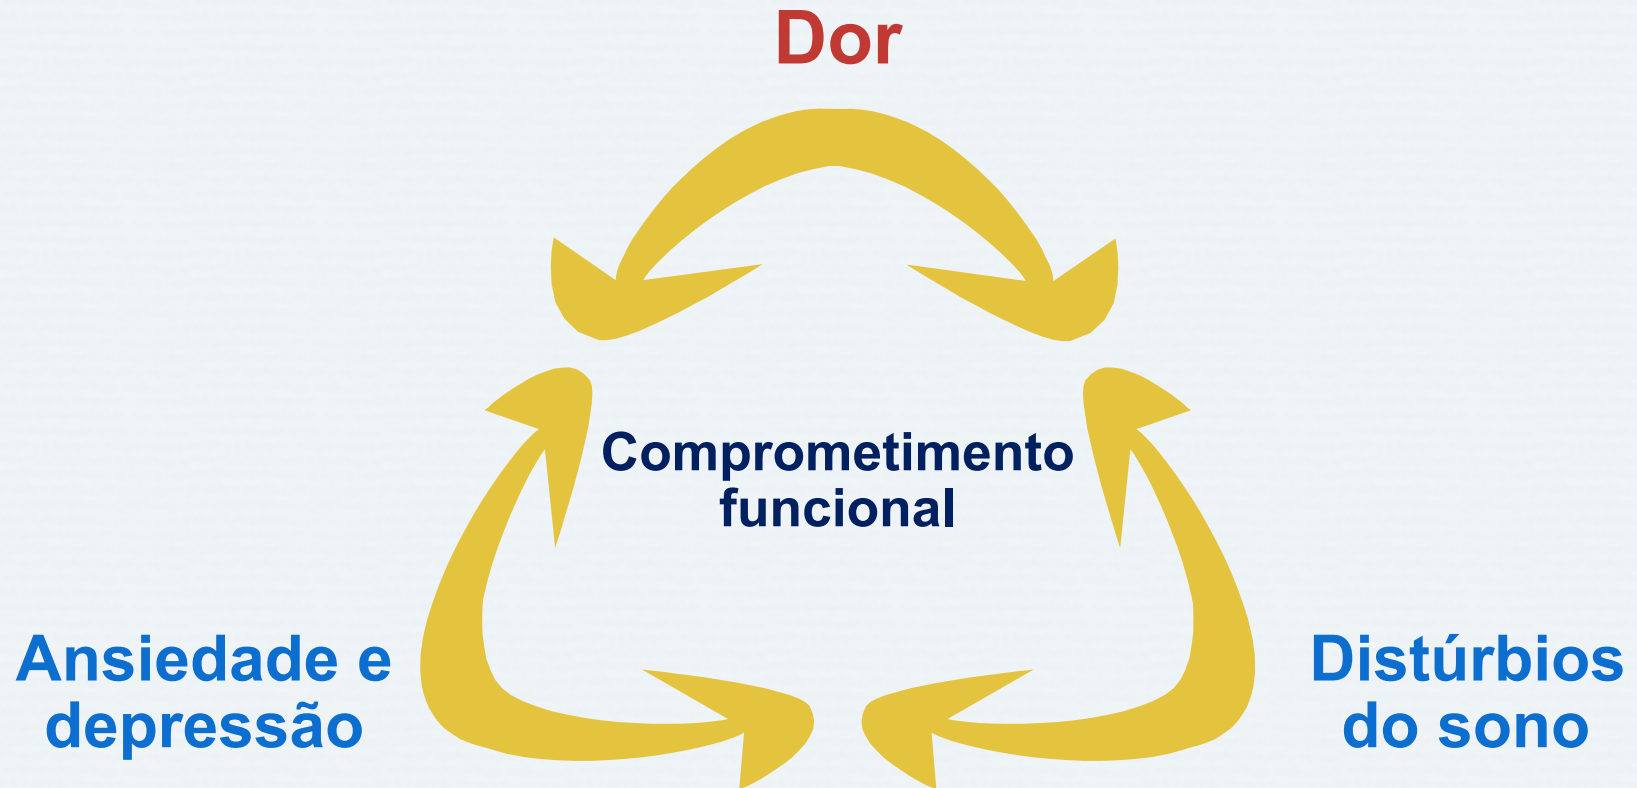 Dor
Comprometimento
funcional
Ansiedade e
depressão
Distúrbios
do sono